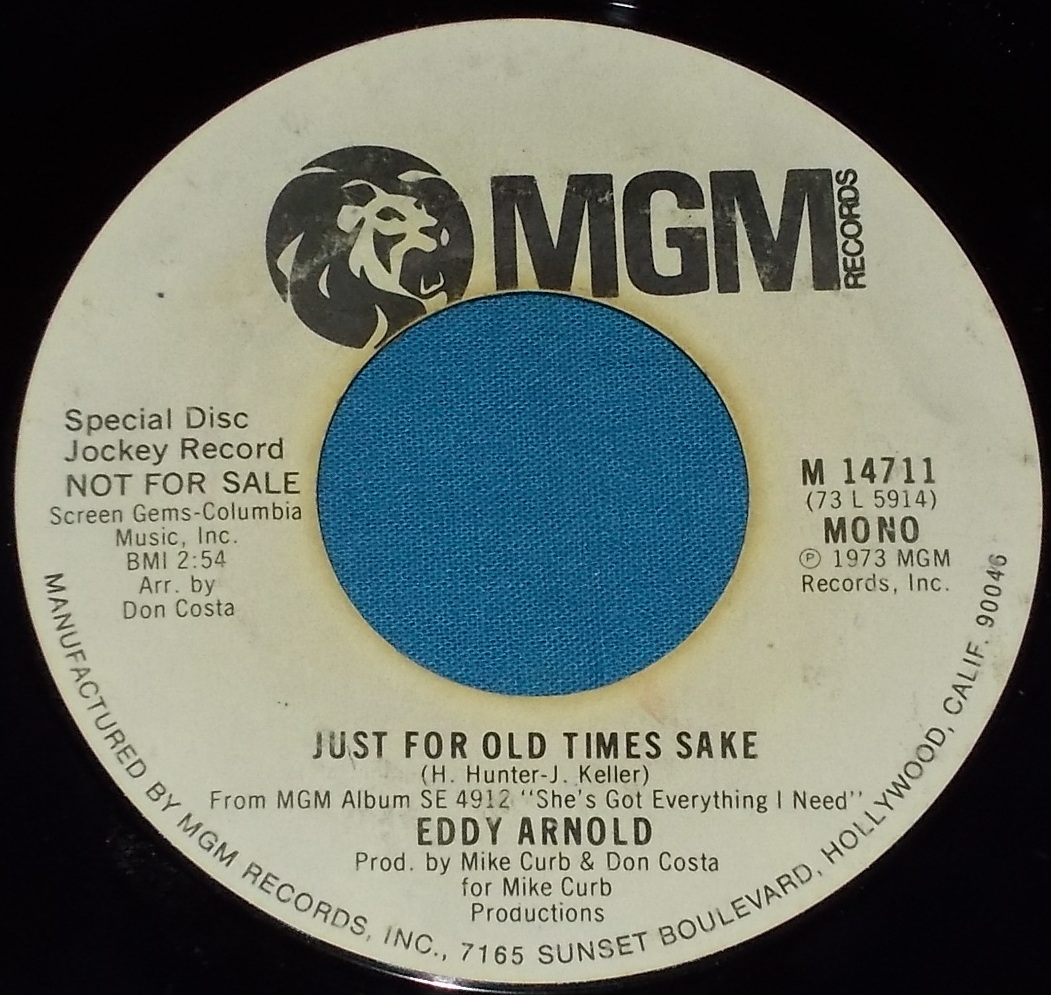 MGM RECORDS
Special Disc
Jockey Record
NOT FOR SALE
Screen Gems-Columbia
Music, Inc.
BMI 2:54
Arr. by
Don Costa
M 14711
(73 L 5914)
MONO
℗ 1973 MGM
Records, Inc.
JUST FOR OLD TIMES SAKE
(H. Hunter-J. Keller)
From MGM Album SE 4912 "She's Got Everything I Need"
EDDY ARNOLD
Prod. by Mike Curb & Don Costa
for Mike Curb
Productions
MANUFACTURED BY MGM RECORDS, INC., 7165 SUNSET BOULEVARD, HOLLYWOOD, CALIF. 90046